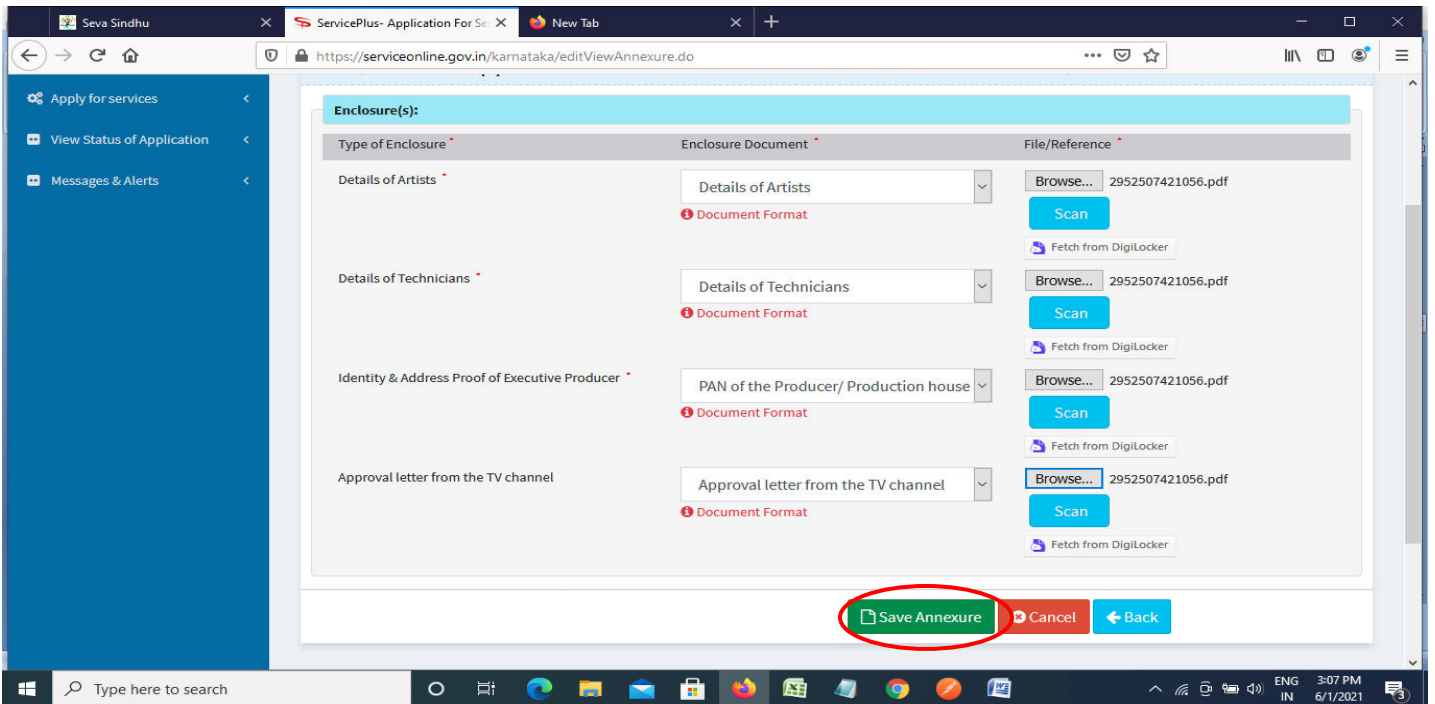 Seva Sindhu
ServicePlus- Application For Se
New Tab
https://serviceonline.gov.in/karnataka/editViewAnnexure.do
Apply for services
View Status of Application
Messages & Alerts
Enclosure(s):
Type of Enclosure * Enclosure Document * File/Reference *
Details of Artists * Details of Artists Browse... 2952507421056.pdf
Document Format Scan
Fetch from DigiLocker
Details of Technicians * Details of Technicians Browse... 2952507421056.pdf
Document Format Scan
Fetch from DigiLocker
Identity & Address Proof of Executive Producer * PAN of the Producer/ Production house Browse... 2952507421056.pdf
Document Format Scan
Fetch from DigiLocker
Approval letter from the TV channel Approval letter from the TV channel Browse... 2952507421056.pdf
Document Format Scan
Fetch from DigiLocker
Save Annexure Cancel Back
Type here to search
ENG 3:07 PM
IN 6/1/2021
3